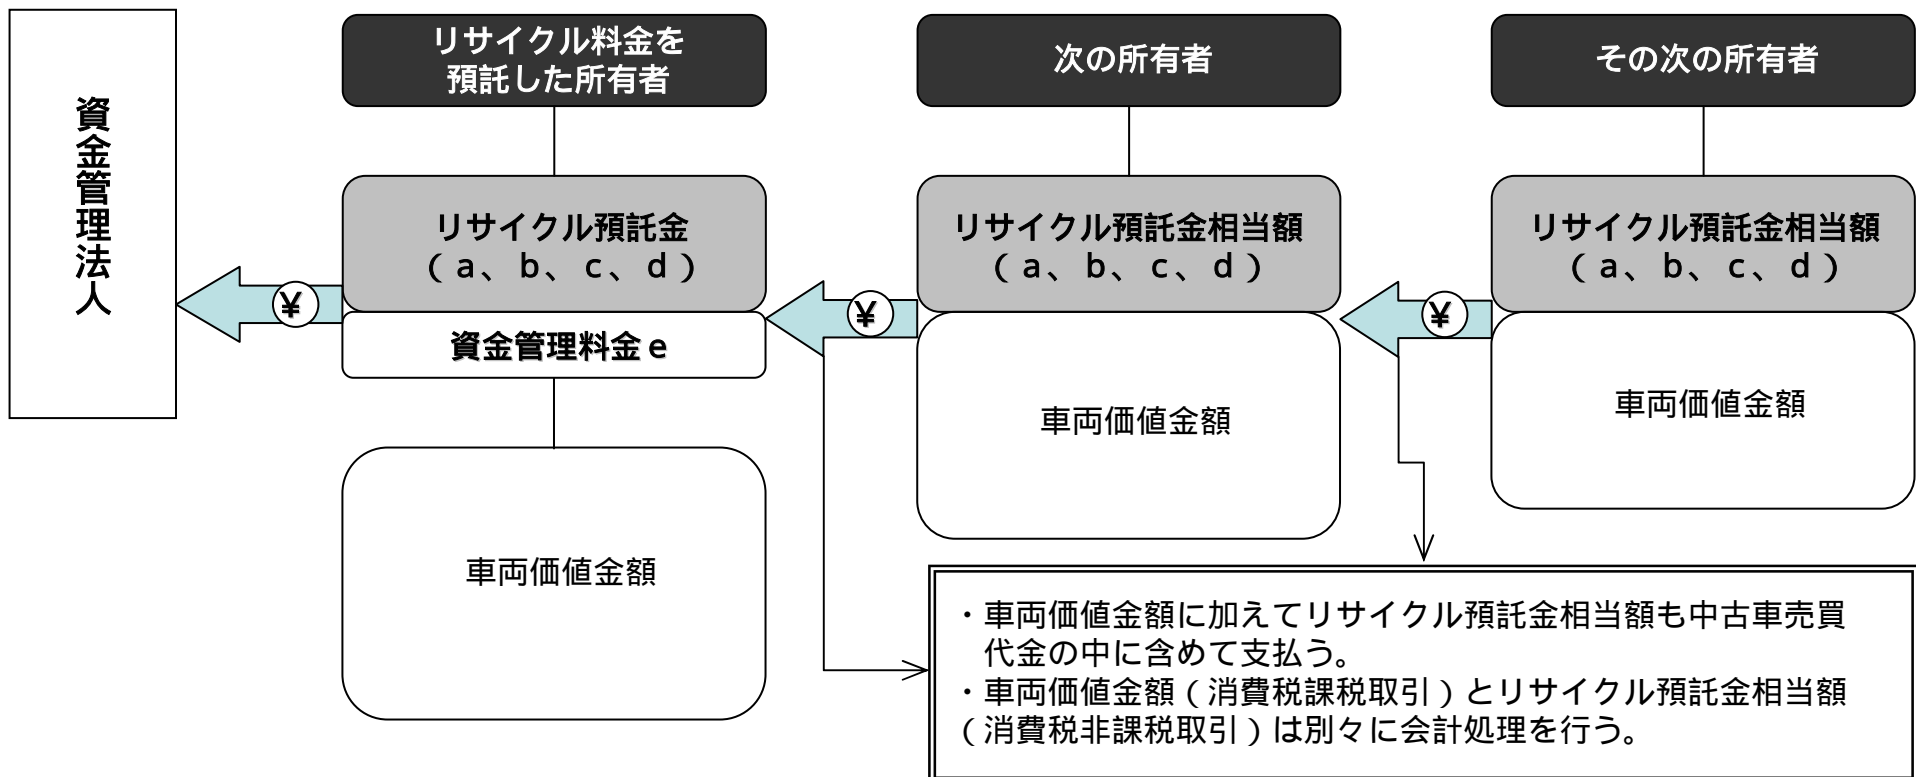 資金管理法人
リサイクル料金を
預託した所有者
次の所有者
その次の所有者
リサイクル預託金
（ａ、ｂ、ｃ、ｄ）
リサイクル預託金相当額
（ａ、ｂ、ｃ、ｄ）
リサイクル預託金相当額
（ａ、ｂ、ｃ、ｄ）
¥
¥
¥
資金管理料金ｅ
車両価値金額
車両価値金額
車両価値金額
・車両価値金額に加えてリサイクル預託金相当額も中古車売買
代金の中に含めて支払う。
・車両価値金額（消費税課税取引）とリサイクル預託金相当額
（消費税非課税取引）は別々に会計処理を行う。